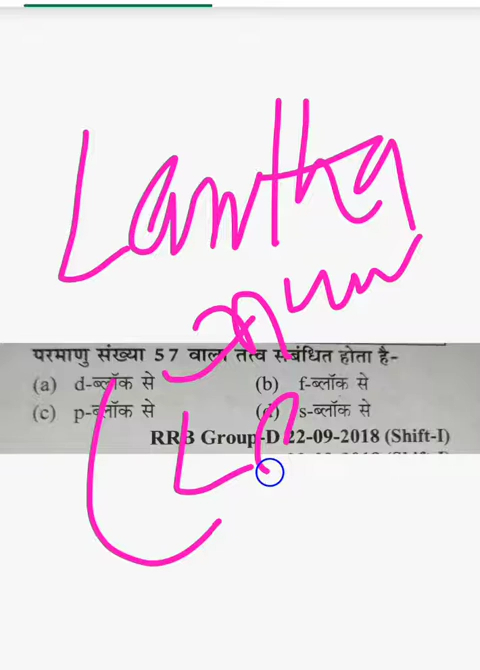 Lantha
num
परमाणु संख्या 57 वाला तत्व संबंधित होता है-
(a) d-ब्लॉक से (b) f-ब्लॉक से
(c) p-ब्लॉक से (d) s-ब्लॉक से
RRB Group-D 22-09-2018 (Shift-I)
(La